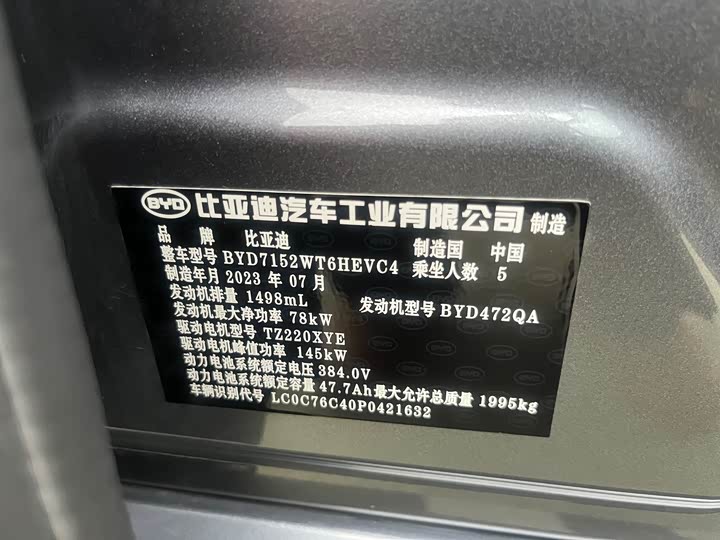 BYD 比亚迪汽车工业有限公司 制造
品 牌 比亚迪 制造国 中国
整车型号 BYD7152WT6HEVC4 乘坐人数 5
制造年月 2023 年 07 月
发动机排量 1498mL 发动机型号 BYD472QA
发动机最大净功率 78kW
驱动电机型号 TZ220XYE
驱动电机峰值功率 145kW
动力电池系统额定电压 384.0V
动力电池系统额定容量 47.7Ah 最大允许总质量 1995kg
车辆识别代号 LC0C76C40P0421632